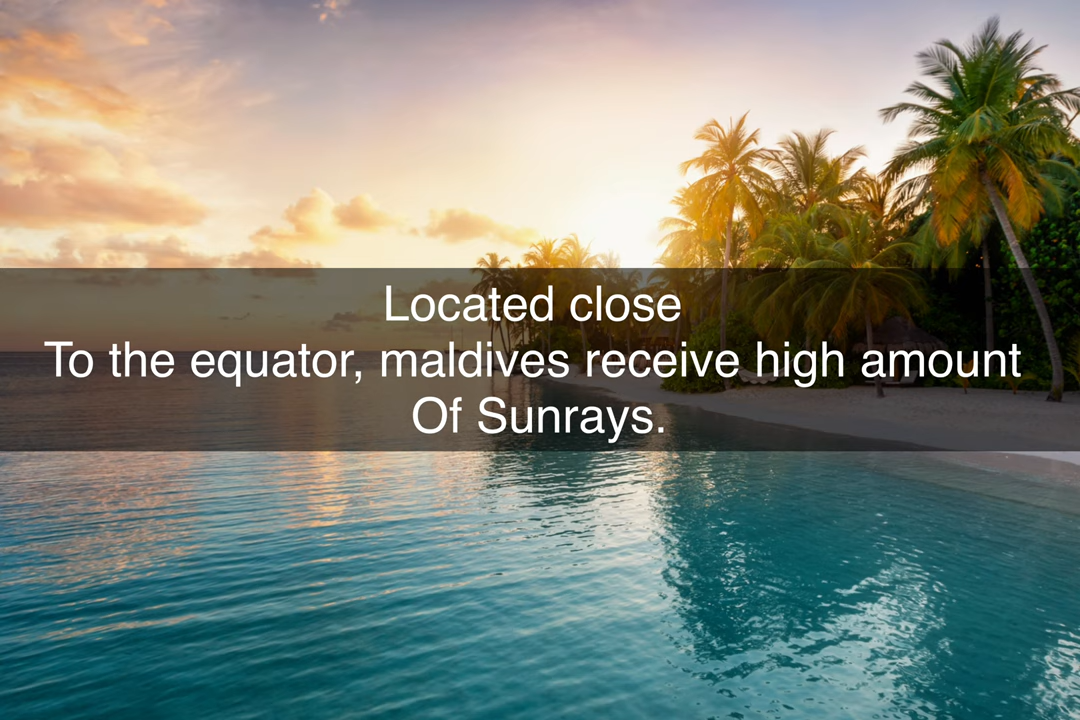 Located close
To the equator, maldives receive high amount
Of Sunrays.